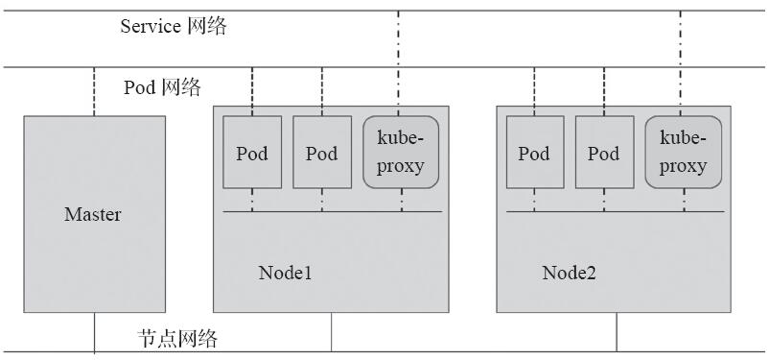 Service 网络
Pod 网络
Pod
Pod
kube-
proxy
Pod
Pod
kube-
proxy
Master
Node1
Node2
节点网络